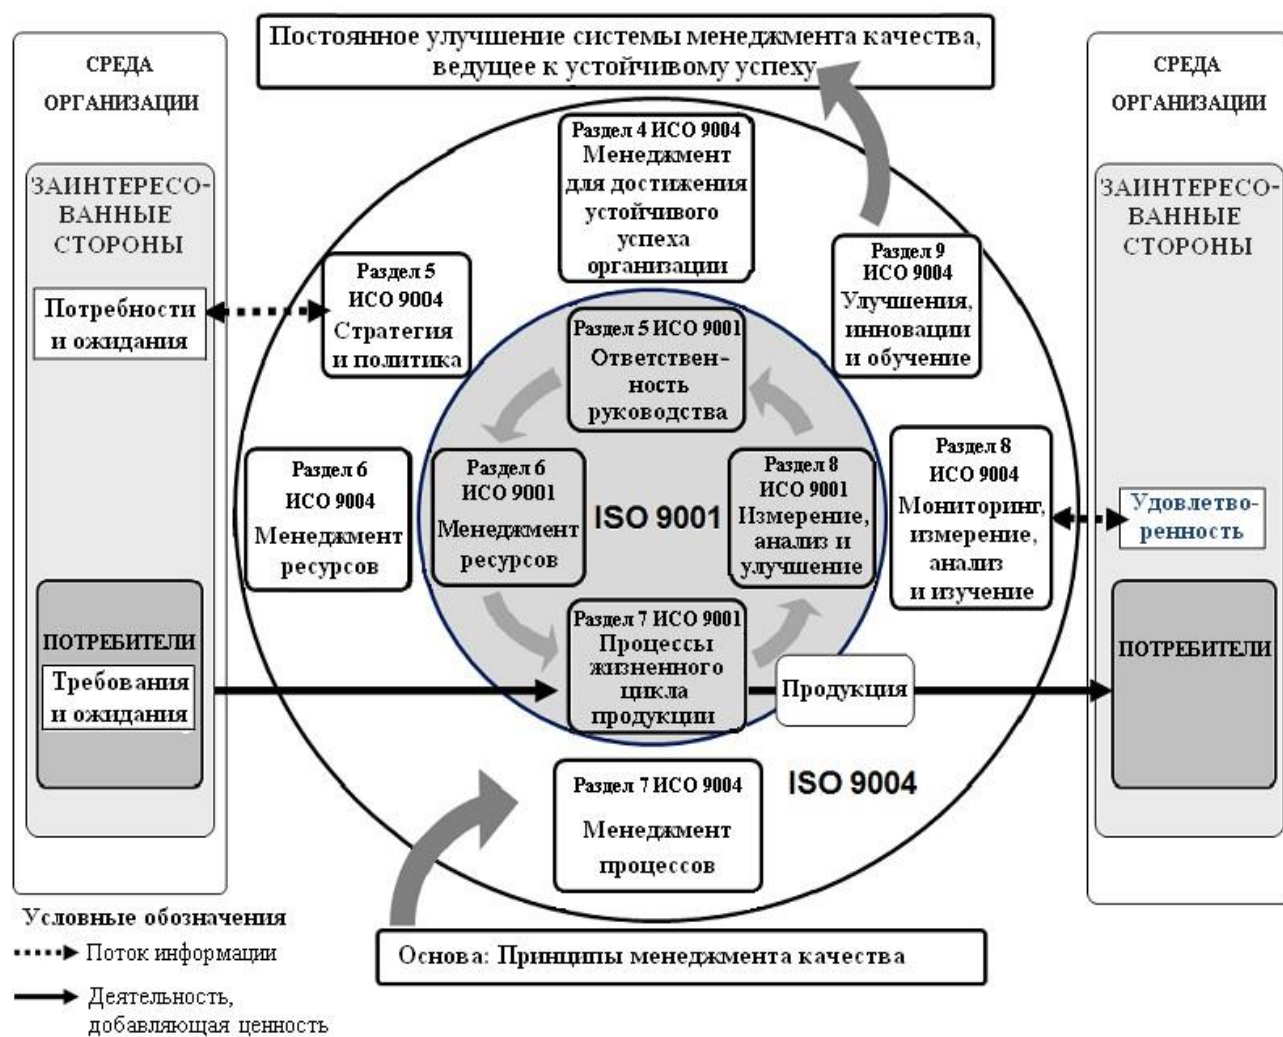 Постоянное улучшение системы менеджмента качества,
ведущее к устойчивому успеху
СРЕДА
ОРГАНИЗАЦИИ
ЗАИНТЕРЕСО-
ВАННЫЕ
СТОРОНЫ
Потребности
и ожидания
ПОТРЕБИТЕЛИ
Требования
и ожидания
Раздел 4 ИСО 9004
Менеджмент
для достижения
устойчивого
успеха
организации
Раздел 5
ИСО 9004
Стратегия
и политика
Раздел 9
ИСО 9004
Улучшения,
инновации
и обучение
Раздел 5 ИСО 9001
Ответствен-
ность
руководства
Раздел 6
ИСО 9004
Менеджмент
ресурсов
Раздел 6
ИСО 9001
Менеджмент
ресурсов
ISO 9001
Раздел 8
ИСО 9001
Измерение,
анализ и
улучшение
Раздел 8
ИСО 9004
Мониторинг,
измерение,
анализ
и изучение
Раздел 7 ИСО 9001
Процессы
жизненного
цикла
продукции
Продукция
Раздел 7 ИСО 9004
Менеджмент
процессов
ISO 9004
СРЕДА
ОРГАНИЗАЦИИ
ЗАИНТЕРЕСО-
ВАННЫЕ
СТОРОНЫ
Удовлетво-
ренность
ПОТРЕБИТЕЛИ
Основа: Принципы менеджмента качества
Условные обозначения
Поток информации
Деятельность,
добавляющая ценность